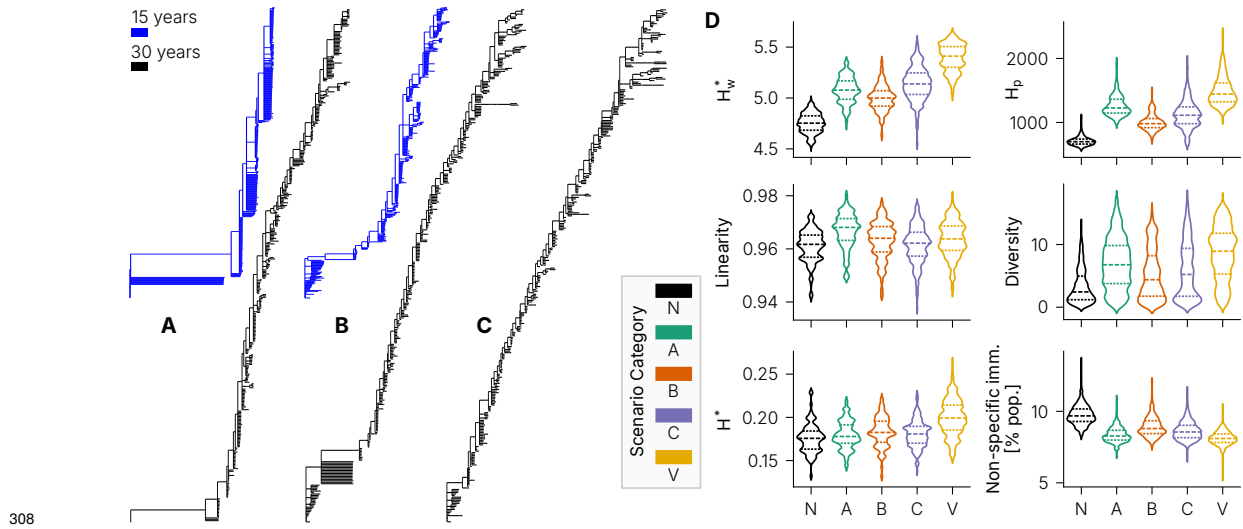 15 years
30 years
A
B
C
D
H*w
5.5
5.0
4.5
Hp
2000
1000
Linearity
0.98
0.96
0.94
Diversity
10
0
H*
0.25
0.20
0.15
N A B C V
Non-specific imm.
[% pop.]
10
5
N A B C V
Scenario Category
N
A
B
C
V
308